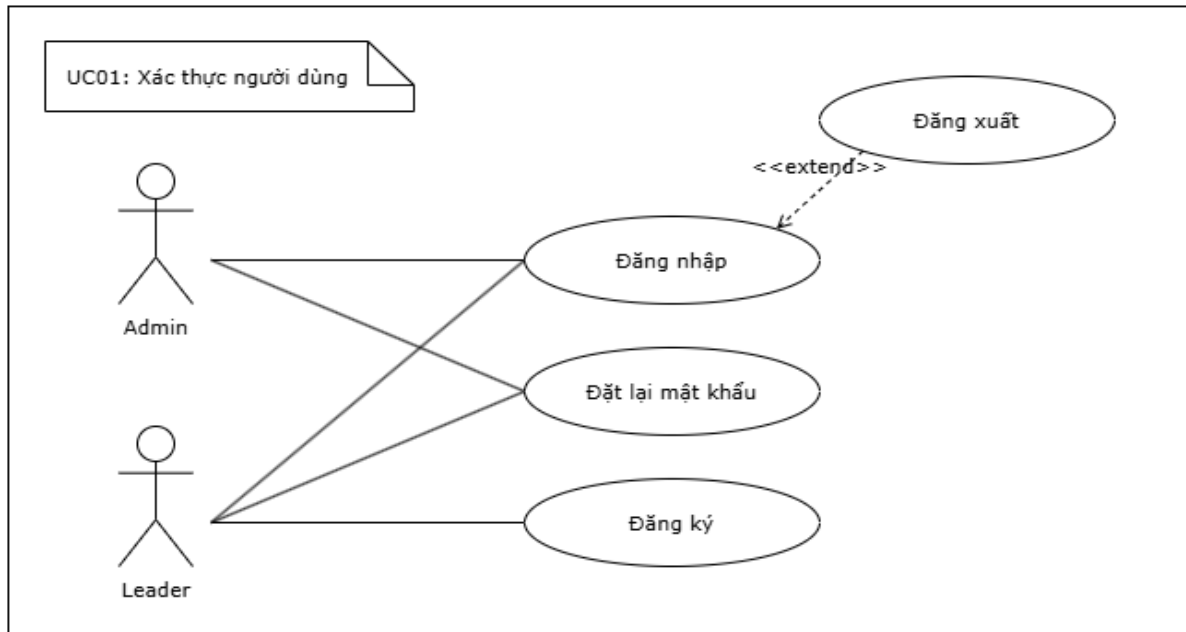 UC01: Xác thực người dùng
Đăng xuất
<<extend>>
Đăng nhập
Admin
Đặt lại mật khẩu
Đăng ký
Leader